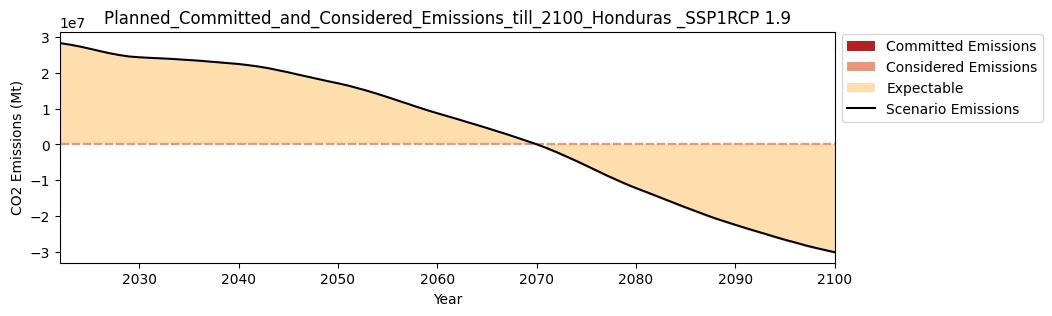 Planned_Committed_and_Considered_Emissions_till_2100_Honduras _SSP1RCP 1.9
1e7
3
2
1
0
−1
−2
−3
CO2 Emissions (Mt)
2030 2040 2050 2060 2070 2080 2090 2100
Year
Committed Emissions
Considered Emissions
Expectable
Scenario Emissions